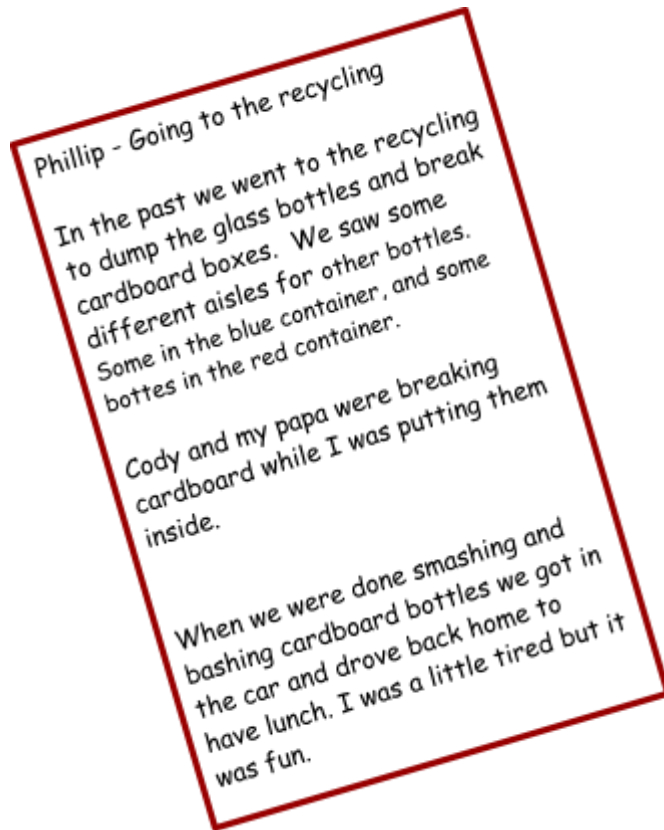 Phillip - Going to the recycling
In the past we went to the recycling
to dump the glass bottles and break
cardboard boxes.  We saw some
different aisles for other bottles.
Some in the blue container, and some
bottes in the red container.
Cody and my papa were breaking
cardboard while I was putting them
inside.
When we were done smashing and
bashing cardboard bottles we got in
the car and drove back home to
have lunch. I was a little tired but it
was fun.